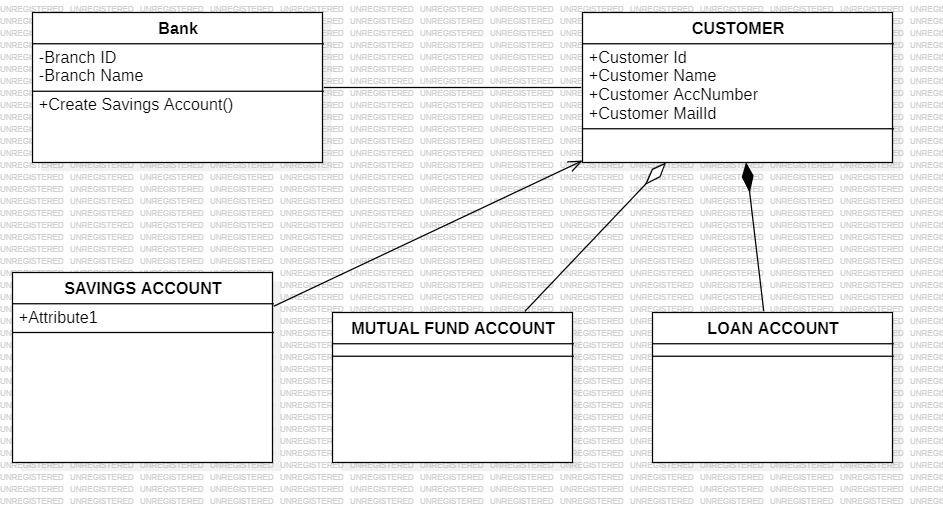 Bank
-Branch ID
-Branch Name
+Create Savings Account()
CUSTOMER
+Customer Id
+Customer Name
+Customer AccNumber
+Customer MailId
SAVINGS ACCOUNT
+Attribute1
MUTUAL FUND ACCOUNT
LOAN ACCOUNT
UNREGISTERED